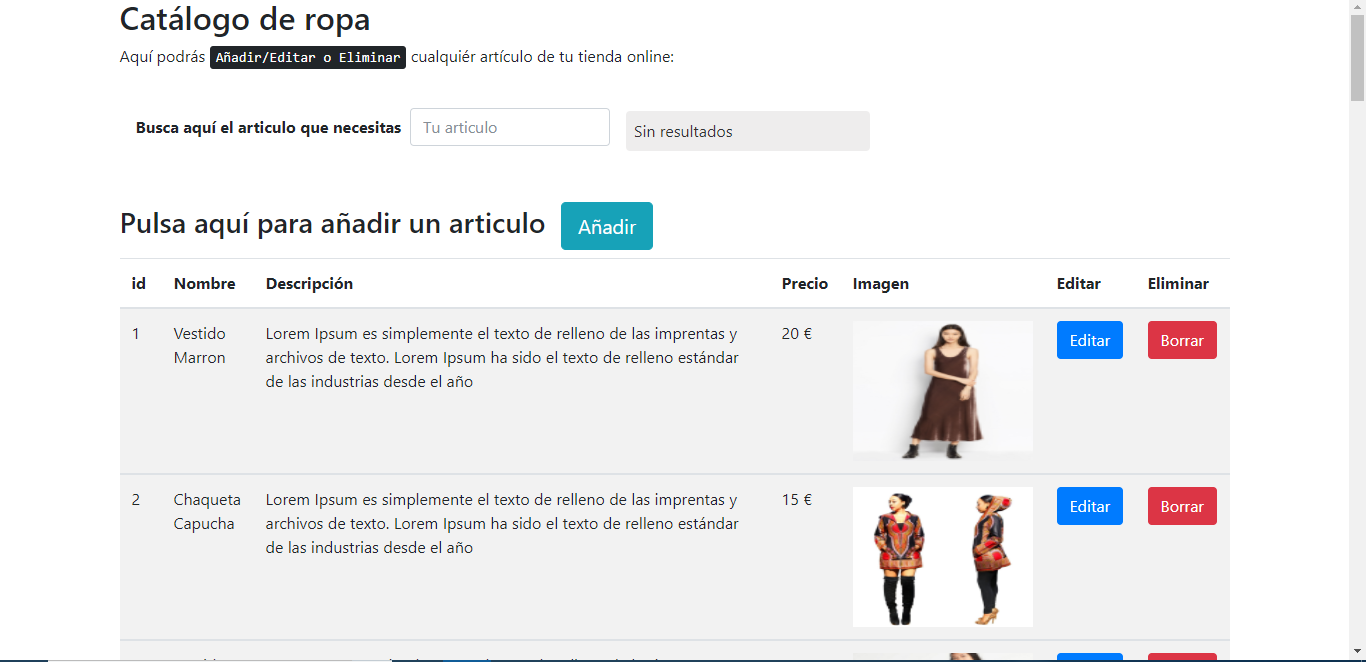 Catálogo de ropa
Aquí podrás Añadir/Editar o Eliminar cualquiér artículo de tu tienda online:
Busca aquí el articulo que necesitas Tu articulo Sin resultados
Pulsa aquí para añadir un articulo Añadir
id Nombre Descripción Precio Imagen Editar Eliminar
1 Vestido Lorem Ipsum es simplemente el texto de relleno de las imprentas y 20 € Editar Borrar
Marron archivos de texto. Lorem Ipsum ha sido el texto de relleno estándar
de las industrias desde el año
2 Chaqueta Lorem Ipsum es simplemente el texto de relleno de las imprentas y 15 € Editar Borrar
Capucha archivos de texto. Lorem Ipsum ha sido el texto de relleno estándar
de las industrias desde el año